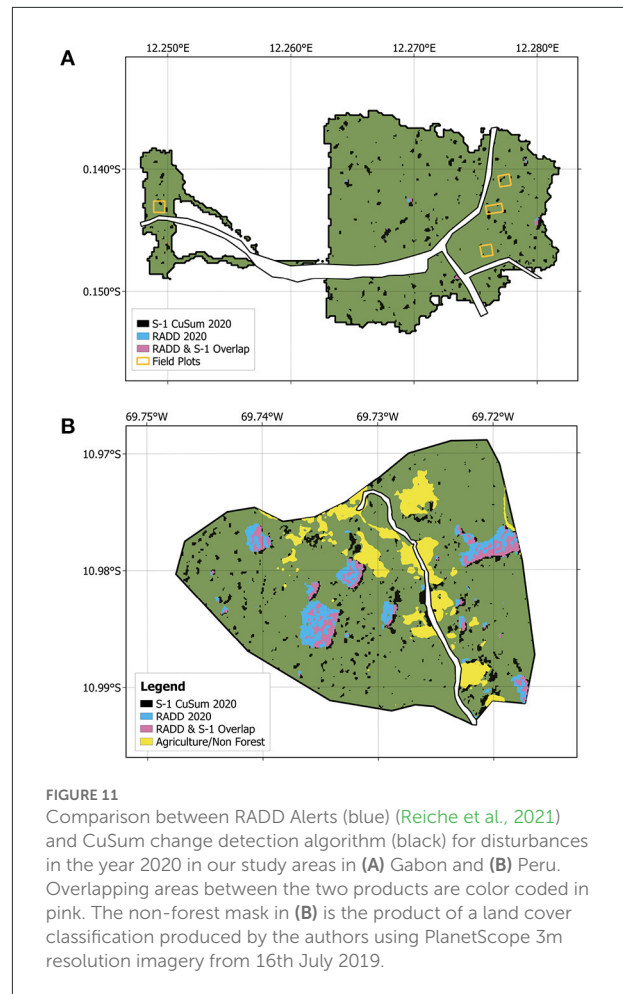 12.250°E 12.260°E 12.270°E 12.280°E
A
0.140°S
0.150°S
S-1 CuSum 2020
RADD 2020
RADD & S-1 Overlap
Field Plots
69.75°W 69.74°W 69.73°W 69.72°W
B
10.97°S
10.98°S
10.99°S
Legend
S-1 CuSum 2020
RADD 2020
RADD & S-1 Overlap
Agriculture/Non Forest
FIGURE 11
Comparison between RADD Alerts (blue) (Reiche et al., 2021)
and CuSum change detection algorithm (black) for disturbances
in the year 2020 in our study areas in (A) Gabon and (B) Peru.
Overlapping areas between the two products are color coded in
pink. The non-forest mask in (B) is the product of a land cover
classification produced by the authors using PlanetScope 3m
resolution imagery from 16th July 2019.